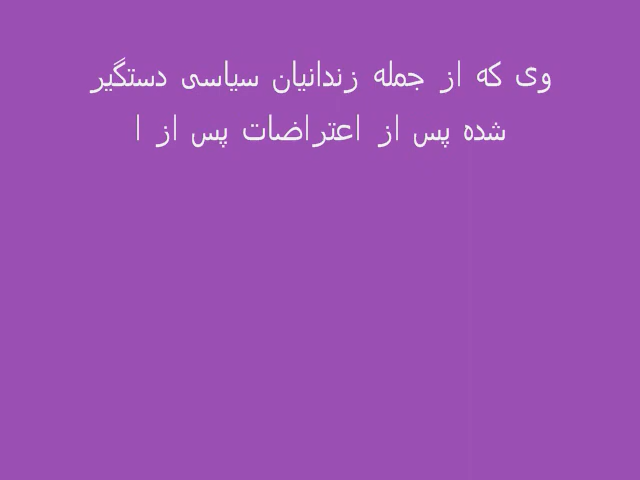 وی که از جمله زندانیان سیاسی دستگیر
شده پس از اعتراضات پس از ا